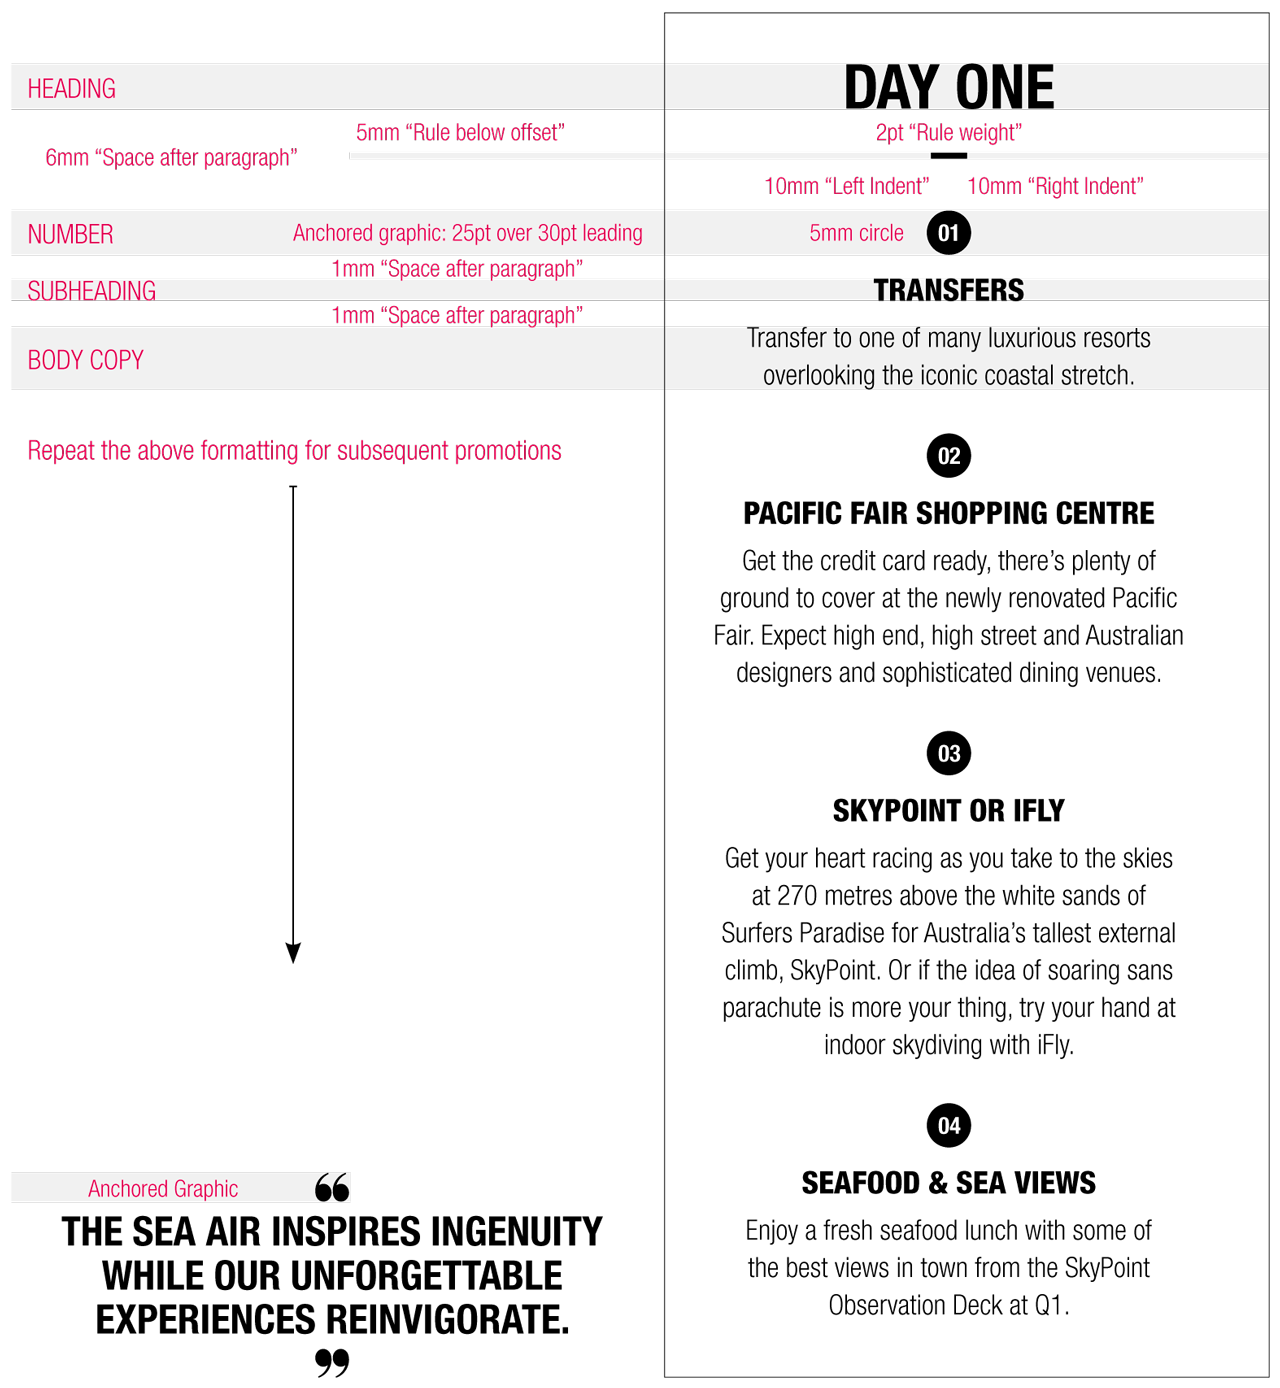 HEADING
DAY ONE
5mm “Rule below offset”
2pt “Rule weight”
6mm “Space after paragraph”
10mm “Left Indent”
10mm “Right Indent”
NUMBER
Anchored graphic: 25pt over 30pt leading
5mm circle
01
1mm “Space after paragraph”
SUBHEADING
TRANSFERS
1mm “Space after paragraph”
BODY COPY
Transfer to one of many luxurious resorts
overlooking the iconic coastal stretch.
Repeat the above formatting for subsequent promotions
02
PACIFIC FAIR SHOPPING CENTRE
Get the credit card ready, there’s plenty of
ground to cover at the newly renovated Pacific
Fair. Expect high end, high street and Australian
designers and sophisticated dining venues.
03
SKYPOINT OR IFLY
Get your heart racing as you take to the skies
at 270 metres above the white sands of
Surfers Paradise for Australia’s tallest external
climb, SkyPoint. Or if the idea of soaring sans
parachute is more your thing, try your hand at
indoor skydiving with iFly.
04
SEAFOOD & SEA VIEWS
Enjoy a fresh seafood lunch with some of
the best views in town from the SkyPoint
Observation Deck at Q1.
Anchored Graphic
“
THE SEA AIR INSPIRES INGENUITY
WHILE OUR UNFORGETTABLE
EXPERIENCES REINVIGORATE.
”